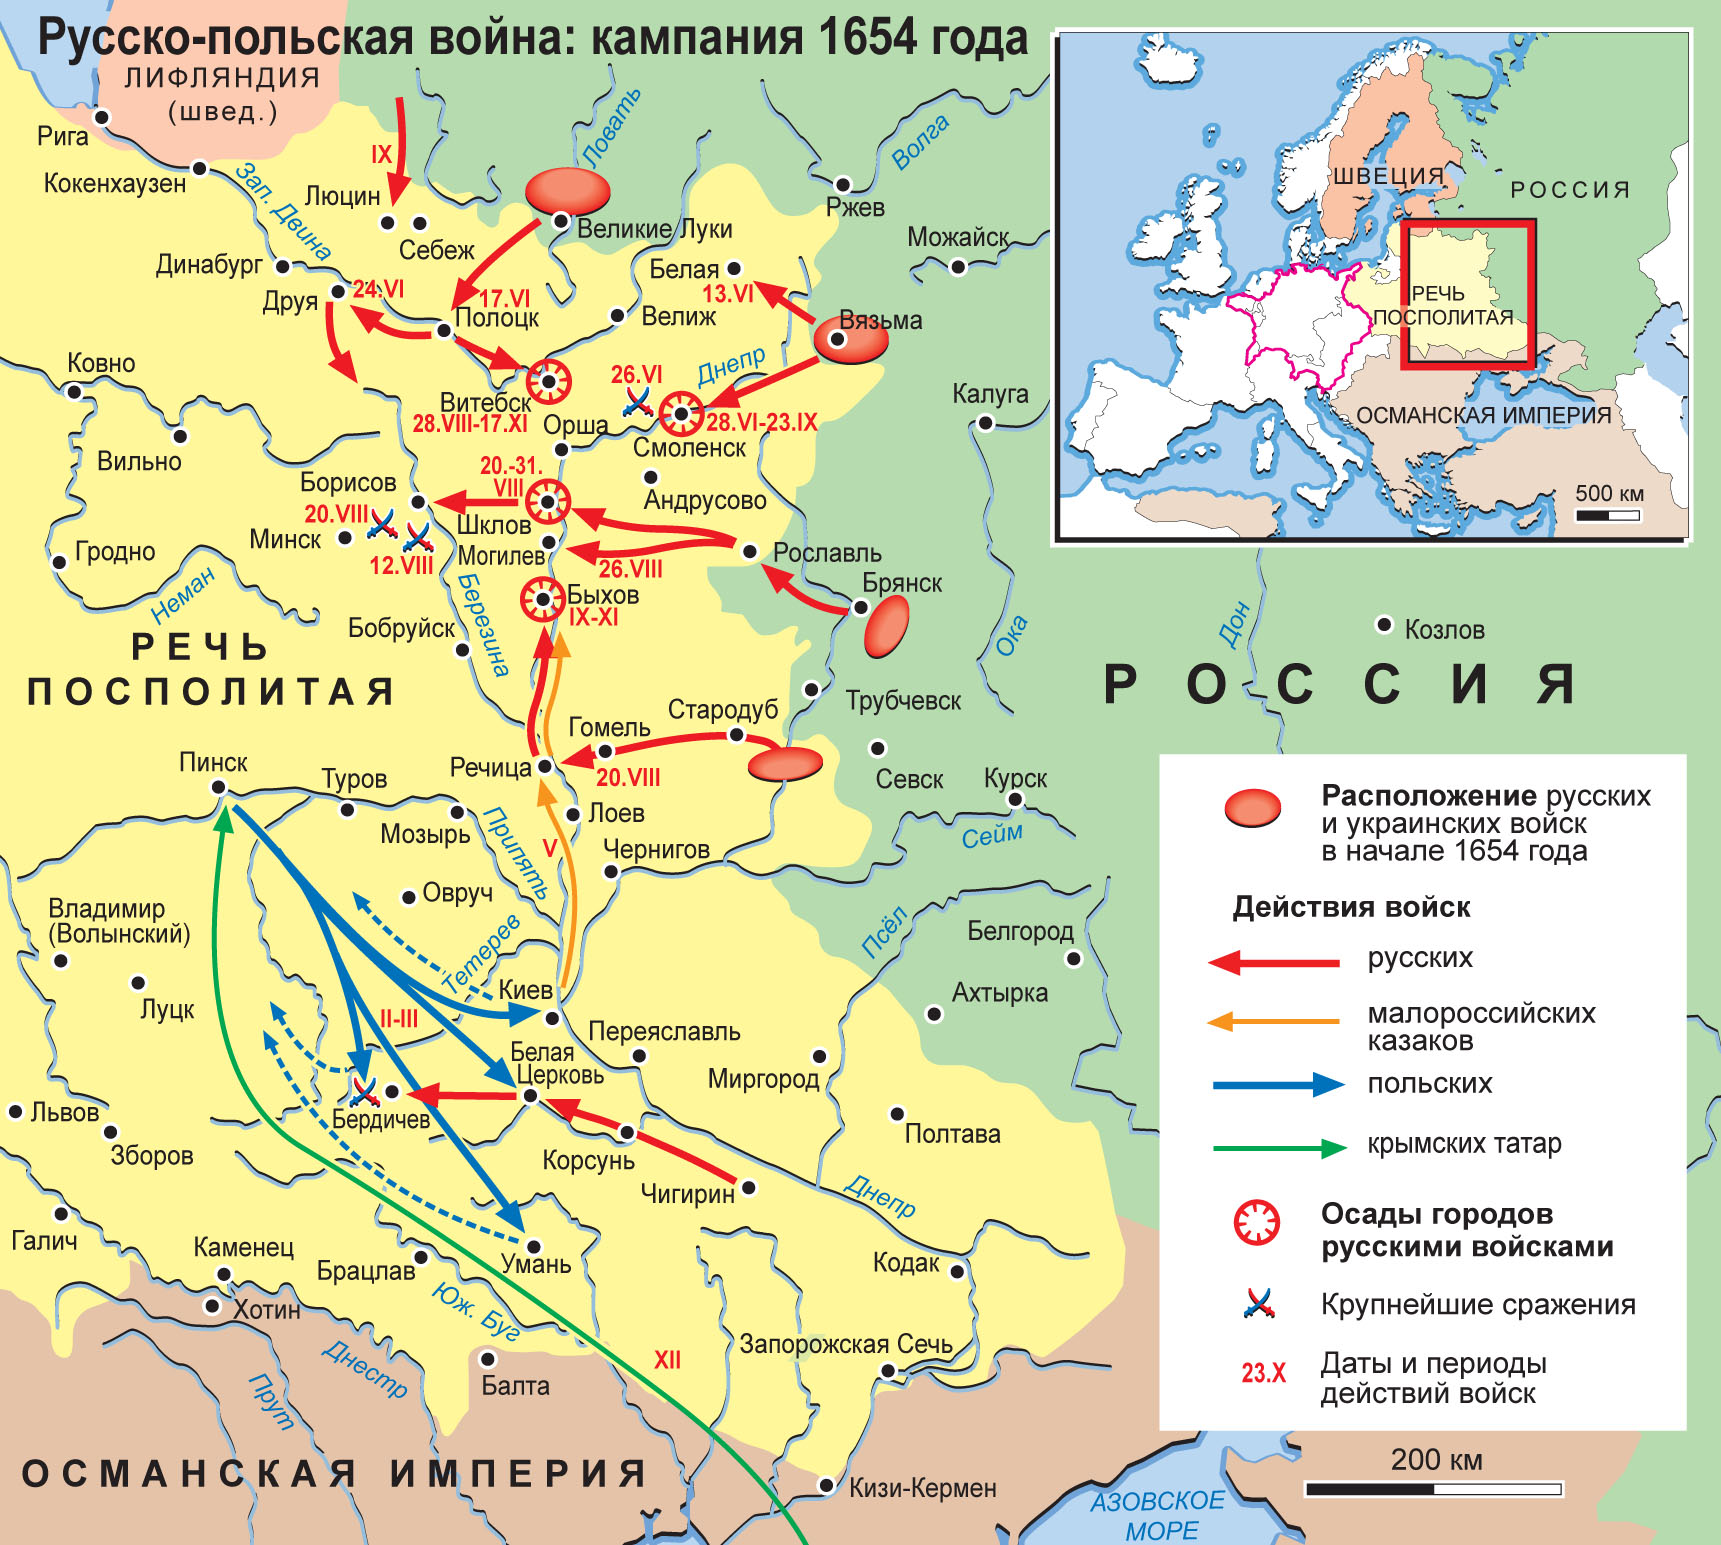 Русско-польская война: кампания 1654 года
ЛИФЛЯНДИЯ
(швед.)
Рига
Кокенхаузен
Зап. Двина
IX
Люцин
Себеж
Ловать
Великие Луки
Волга
Ржев
Можайск
Динабург
Друя
24.VI
17.VI
Полоцк
Белая
13.VI
Велиж
Вязьма
Ковно
Витебск
28.VIII-17.XI
26.VI
Днепр
28.VI-23.IX
Смоленск
Орша
Калуга
Вильно
Борисов
20.VIII
Минск
12.VIII
20.-31.
VIII
Шклов
Могилев
Андрусово
26.VIII
Рославль
Гродно
Неман
Березина
Быхов
IX-XI
Брянск
Бобруйск
Ока
Дон
Козлов
РЕЧЬ
ПОСПОЛИТАЯ
РОССИЯ
Трубчевск
Стародуб
Гомель
20.VIII
Речица
Севск
Курск
Сейм
Пинск
Туров
Мозырь
Припять
Лоев
V
Чернигов
Овруч
Владимир
(Волынский)
Луцк
Тетерев
Киев
II-III
Псёл
Белгород
Ахтырка
Переяславль
Белая
Церковь
Миргород
Бердичев
Львов
Зборов
Корсунь
Чигирин
Полтава
Днепр
Галич
Каменец
Хотин
Брацлав
Умань
Юж. Буг
Кодак
Запорожская Сечь
XII
Днестр
Прут
Балта
ОСМАНСКАЯ ИМПЕРИЯ
Кизи-Кермен
АЗОВСКОЕ
МОРЕ
200 км
ШВЕЦИЯ
РОССИЯ
РЕЧЬ
ПОСПОЛИТАЯ
ОСМАНСКАЯ ИМПЕРИЯ
500 км
Расположение русских
и украинских войск
в начале 1654 года
Действия войск
русских
малороссийских
казаков
польских
крымских татар
Осады городов
русскими войсками
Крупнейшие сражения
23.X
Даты и периоды
действий войск